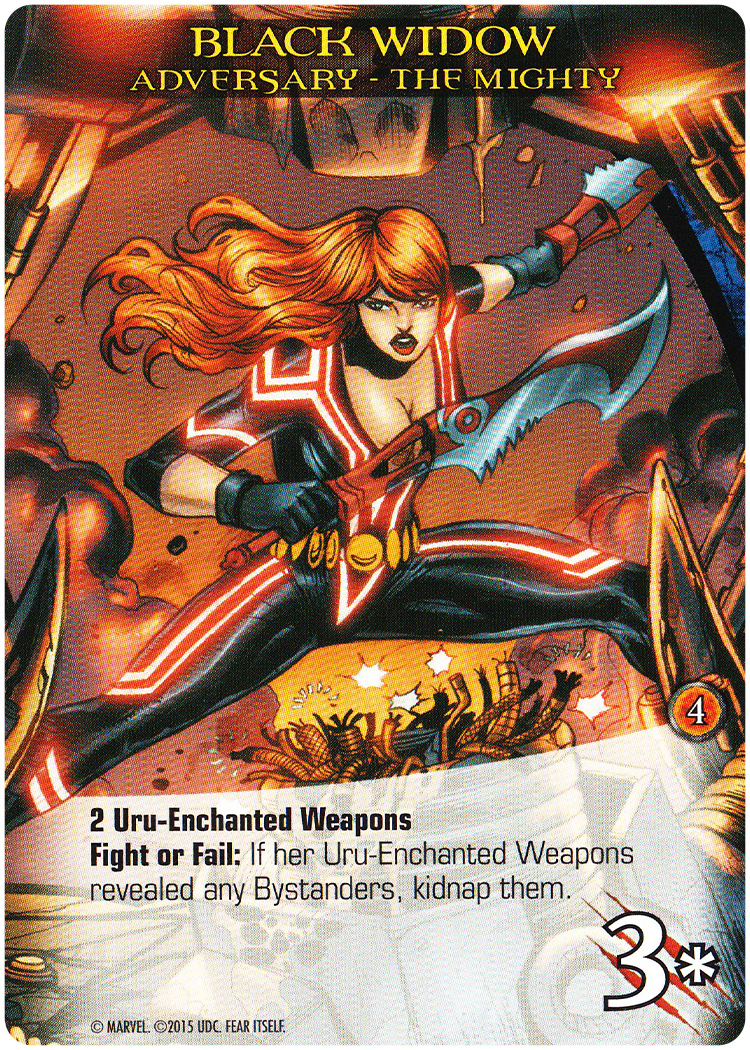 BLACK WIDOW
ADVERSARY - THE MIGHTY
4
2 Uru-Enchanted Weapons
Fight or Fail: If her Uru-Enchanted Weapons
revealed any Bystanders, kidnap them.
3*
© MARVEL. ©2015 UDC. FEAR ITSELF.